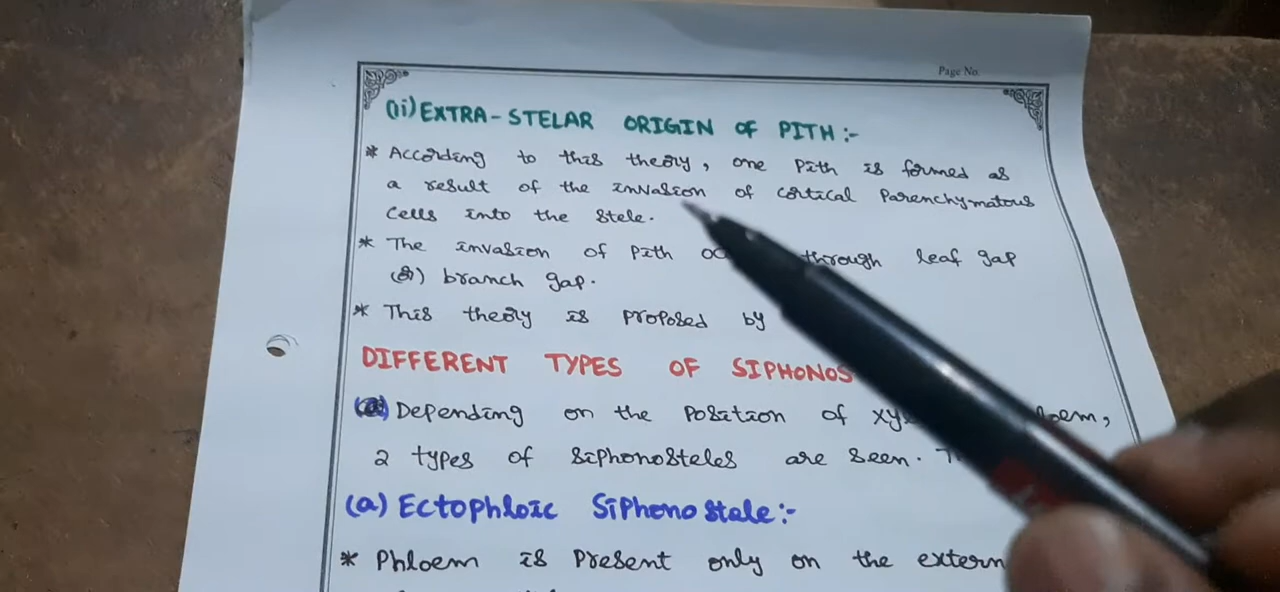 Page No.
(ii) EXTRA-STELAR ORIGIN OF PITH:-
* According to this theory, one Pith is formed as
a result of the invasion of cortical Parenchymatous
cells into the stele.
* The invasion of Pith through leaf gap
(or) branch gap.
* This theory is proposed by
DIFFERENT TYPES OF SIPHONOS
Depending on the Position of
2 types of Siphonosteles are seen.
(a) Ectophloic Siphonostale:-
* Phloem is Present only on the extern